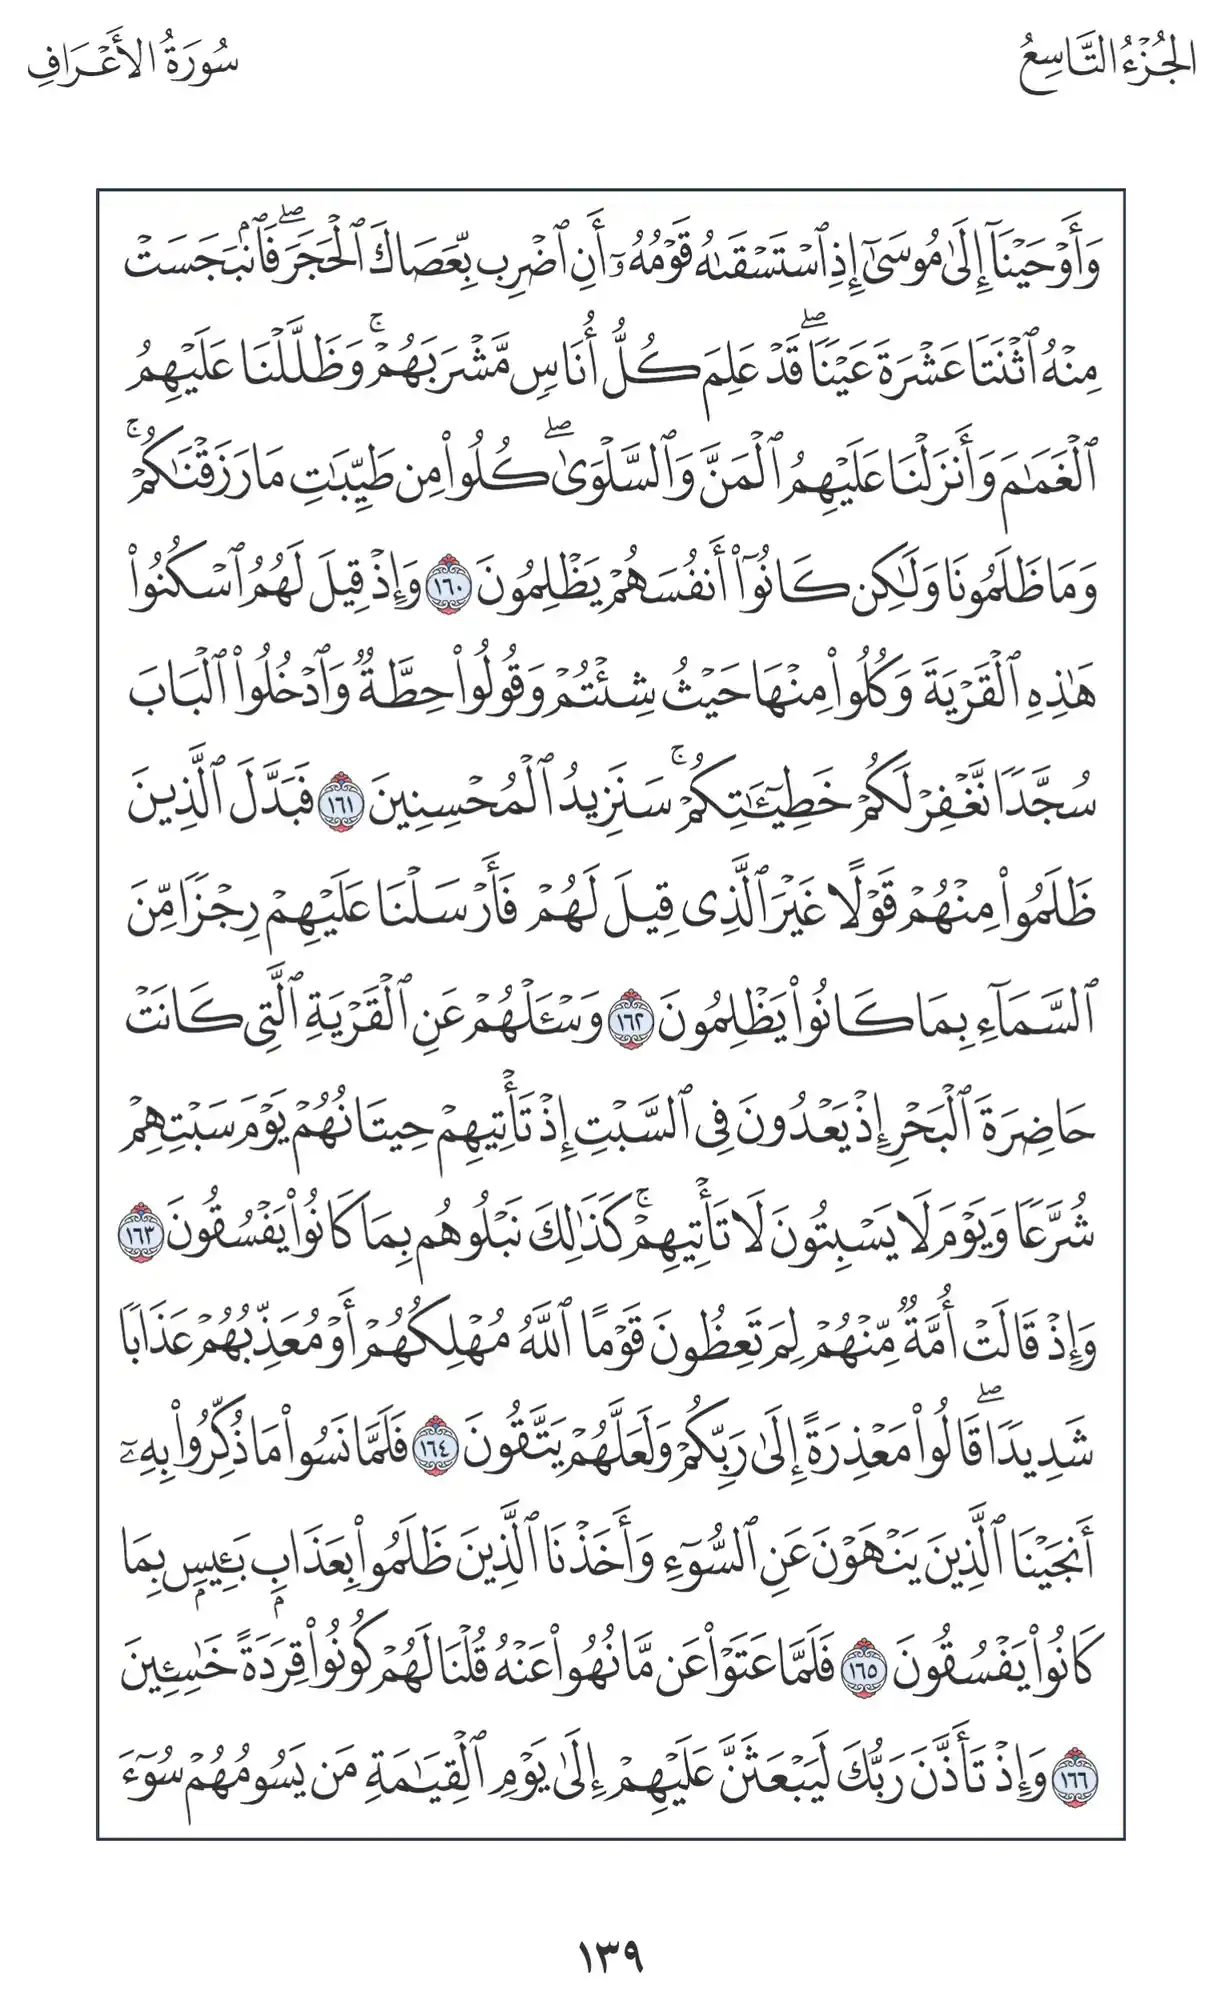 الجُزْءُ التَّاسِعُ
سُورَةُ الأَعْرَافِ
وَأَوْحَيْنَآ إِلَىٰ مُوسَىٰٓ إِذِ ٱسْتَسْقَىٰهُ قَوْمُهُۥٓ أَنِ ٱضْرِب بِّعَصَاكَ ٱلْحَجَرَۖ فَٱنۢبَجَسَتْ
مِنْهُ ٱثْنَتَا عَشْرَةَ عَيْنًاۖ قَدْ عَلِمَ كُلُّ أُنَاسٍ مَّشْرَبَهُمْۚ وَظَلَّلْنَا عَلَيْهِمُ
ٱلْغَمَٰمَ وَأَنزَلْنَا عَلَيْهِمُ ٱلْمَنَّ وَٱلسَّلْوَىٰۖ كُلُوا۟ مِن طَيِّبَٰتِ مَا رَزَقْنَٰكُمْۚ
وَمَا ظَلَمُونَا وَلَٰكِن كَانُوٓا۟ أَنفُسَهُمْ يَظْلِمُونَ ١٦٠ وَإِذْ قِيلَ لَهُمُ ٱسْكُنُوا۟
هَٰذِهِ ٱلْقَرْيَةَ وَكُلُوا۟ مِنْهَا حَيْثُ شِئْتُمْ وَقُولُوا۟ حِطَّةٌ وَٱدْخُلُوا۟ ٱلْبَابَ
سُجَّدًا نَّغْفِرْ لَكُمْ خَطِيٓـَٰٔتِكُمْۚ سَنَزِيدُ ٱلْمُحْسِنِينَ ١٦١ فَبَدَّلَ ٱلَّذِينَ
ظَلَمُوا۟ مِنْهُمْ قَوْلًا غَيْرَ ٱلَّذِى قِيلَ لَهُمْ فَأَرْسَلْنَا عَلَيْهِمْ رِجْزًا مِّنَ
ٱلسَّمَآءِ بِمَا كَانُوا۟ يَظْلِمُونَ ١٦٢ وَسْـَٔلْهُمْ عَنِ ٱلْقَرْيَةِ ٱلَّتِى كَانَتْ
حَاضِرَةَ ٱلْبَحْرِ إِذْ يَعْدُونَ فِى ٱلسَّبْتِ إِذْ تَأْتِيهِمْ حِيتَانُهُمْ يَوْمَ سَبْتِهِمْ
شُرَّعًا وَيَوْمَ لَا يَسْبِتُونَ لَا تَأْتِيهِمْۚ كَذَٰلِكَ نَبْلُوهُم بِمَا كَانُوا۟ يَفْسُقُونَ ١٦٣
وَإِذْ قَالَتْ أُمَّةٌ مِّنْهُمْ لِمَ تَعِظُونَ قَوْمًا ٱللَّهُ مُهْلِكُهُمْ أَوْ مُعَذِّبُهُمْ عَذَابًا
شَدِيدًاۖ قَالُوا۟ مَعْذِرَةً إِلَىٰ رَبِّكُمْ وَلَعَلَّهُمْ يَتَّقُونَ ١٦٤ فَلَمَّا نَسُوا۟ مَا ذُكِّرُوا۟ بِهِۦٓ
أَنجَيْنَا ٱلَّذِينَ يَنْهَوْنَ عَنِ ٱلسُّوٓءِ وَأَخَذْنَا ٱلَّذِينَ ظَلَمُوا۟ بِعَذَابٍۭ بَـِٔيسٍۭ بِمَا
كَانُوا۟ يَفْسُقُونَ ١٦٥ فَلَمَّا عَتَوْا۟ عَن مَّا نُهُوا۟ عَنْهُ قُلْنَا لَهُمْ كُونُوا۟ قِرَدَةً خَٰسِـِٔينَ
١٦٦ وَإِذْ تَأَذَّنَ رَبُّكَ لَيَبْعَثَنَّ عَلَيْهِمْ إِلَىٰ يَوْمِ ٱلْقِيَٰمَةِ مَن يَسُومُهُمْ سُوٓءَ
١٣٩